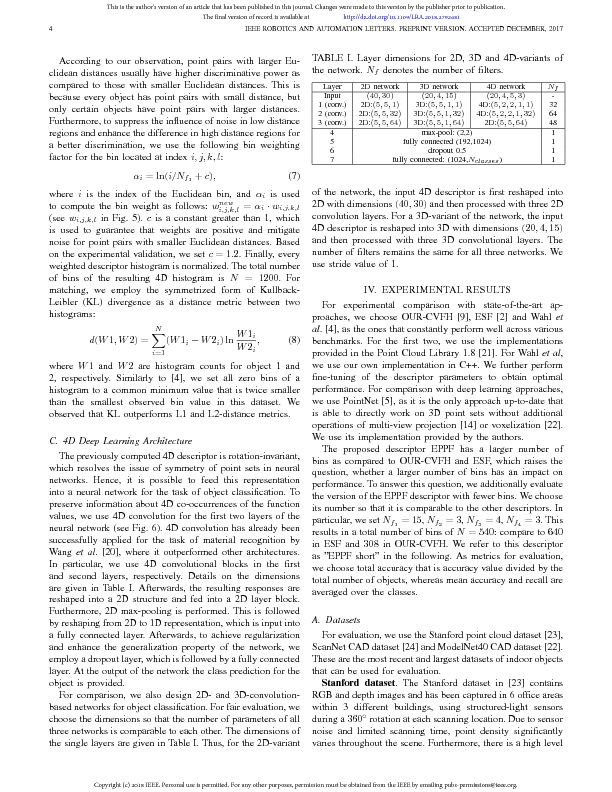 This is the author's version of an article that has been published in this journal. Changes were made to this version by the publisher prior to publication.
The final version of record is available at http://dx.doi.org/10.1109/LRA.2018.2792681
4 IEEE ROBOTICS AND AUTOMATION LETTERS. PREPRINT VERSION. ACCEPTED DECEMBER, 2017
According to our observation, point pairs with larger Eu-
clidean distances usually have higher discriminative power as
compared to those with smaller Euclidean distances. This is
because every object has point pairs with small distance, but
only certain objects have point pairs with larger distances.
Furthermore, to suppress the influence of noise in low distance
regions and enhance the difference in high distance regions for
a better discrimination, we use the following bin weighting
factor for the bin located at index i, j, k, l:
α_i = ln(i/N_{f_1} + c), (7)
where i is the index of the Euclidean bin, and α_i is used
to compute the bin weight as follows: w^{new}_{i,j,k,l} = α_i · w_{i,j,k,l}
(see w_{i,j,k,l} in Fig. 5). c is a constant greater than 1, which
is used to guarantee that weights are positive and mitigate
noise for point pairs with smaller Euclidean distances. Based
on the experimental validation, we set c = 1.2. Finally, every
weighted descriptor histogram is normalized. The total number
of bins of the resulting 4D histogram is N = 1200. For
matching, we employ the symmetrized form of Kullback-
Leibler (KL) divergence as a distance metric between two
histograms:
d(W1, W2) = ∑_{i=1}^{N} (W1_i − W2_i) ln W1_i/W2_i, (8)
where W1 and W2 are histogram counts for object 1 and
2, respectively. Similarly to [4], we set all zero bins of a
histogram to a common minimum value that is twice smaller
than the smallest observed bin value in this dataset. We
observed that KL outperforms L1 and L2-distance metrics.
C. 4D Deep Learning Architecture
The previously computed 4D descriptor is rotation-invariant,
which resolves the issue of symmetry of point sets in neural
networks. Hence, it is possible to feed this representation
into a neural network for the task of object classification. To
preserve information about 4D co-occurrences of the function
values, we use 4D convolution for the first two layers of the
neural network (see Fig. 6). 4D convolution has already been
successfully applied for the task of material recognition by
Wang et al. [20], where it outperformed other architectures.
In particular, we use 4D convolutional blocks in the first
and second layers, respectively. Details on the dimensions
are given in Table I. Afterwards, the resulting responses are
reshaped into a 2D structure and fed into a 2D layer block.
Furthermore, 2D max-pooling is performed. This is followed
by reshaping from 2D to 1D representation, which is input into
a fully connected layer. Afterwards, to achieve regularization
and enhance the generalization property of the network, we
employ a dropout layer, which is followed by a fully connected
layer. At the output of the network the class prediction for the
object is provided.
For comparison, we also design 2D- and 3D-convolution-
based networks for object classification. For fair evaluation, we
choose the dimensions so that the number of parameters of all
three networks is comparable to each other. The dimensions of
the single layers are given in Table I. Thus, for the 2D-variant
TABLE I. Layer dimensions for 2D, 3D and 4D-variants of
the network. N_f denotes the number of filters.
Layer 2D network 3D network 4D network N_f
Input (40, 30) (20, 4, 15) (20, 4, 5, 3) -
1 (conv.) 2D:(5, 5, 1) 3D:(5, 5, 1, 1) 4D:(5, 2, 2, 1, 1) 32
2 (conv.) 2D:(5, 5, 32) 3D:(5, 5, 1, 32) 4D:(5, 2, 2, 1, 32) 64
3 (conv.) 2D:(5, 5, 64) 3D:(5, 5, 1, 64) 2D:(5, 5, 64) 48
4 max-pool: (2,2) 1
5 fully connected (192,1024) 1
6 dropout 0.5 1
7 fully connected: (1024,N_{classes}) 1
of the network, the input 4D descriptor is first reshaped into
2D with dimensions (40, 30) and then processed with three 2D
convolution layers. For a 3D-variant of the network, the input
4D descriptor is reshaped into 3D with dimensions (20, 4, 15)
and then processed with three 3D convolutional layers. The
number of filters remains the same for all three networks. We
use stride value of 1.
IV. EXPERIMENTAL RESULTS
For experimental comparison with state-of-the-art ap-
proaches, we choose OUR-CVFH [9], ESF [2] and Wahl et
al. [4], as the ones that constantly perform well across various
benchmarks. For the first two, we use the implementations
provided in the Point Cloud Library 1.8 [21]. For Wahl et al,
we use our own implementation in C++. We further perform
fine-tuning of the descriptor parameters to obtain optimal
performance. For comparison with deep learning approaches,
we use PointNet [5], as it is the only approach up-to-date that
is able to directly work on 3D point sets without additional
operations of multi-view projection [14] or voxelization [22].
We use its implementation provided by the authors.
The proposed descriptor EPPF has a larger number of
bins as compared to OUR-CVFH and ESF, which raises the
question, whether a larger number of bins has an impact on
performance. To answer this question, we additionally evaluate
the version of the EPPF descriptor with fewer bins. We choose
its number so that it is comparable to the other descriptors. In
particular, we set N_{f_1} = 15, N_{f_2} = 3, N_{f_3} = 4, N_{f_4} = 3. This
results in a total number of bins of N = 540: compare to 640
in ESF and 308 in OUR-CVFH. We refer to this descriptor
as ”EPPF short” in the following. As metrics for evaluation,
we choose total accuracy that is accuracy value divided by the
total number of objects, whereas mean accuracy and recall are
averaged over the classes.
A. Datasets
For evaluation, we use the Stanford point cloud dataset [23],
ScanNet CAD dataset [24] and ModelNet40 CAD dataset [22].
These are the most recent and largest datasets of indoor objects
that can be used for evaluation.
Stanford dataset. The Stanford dataset in [23] contains
RGB and depth images and has been captured in 6 office areas
within 3 different buildings, using structured-light sensors
during a 360° rotation at each scanning location. Due to sensor
noise and limited scanning time, point density significantly
varies throughout the scene. Furthermore, there is a high level
Copyright (c) 2018 IEEE. Personal use is permitted. For any other purposes, permission must be obtained from the IEEE by emailing pubs-permissions@ieee.org.